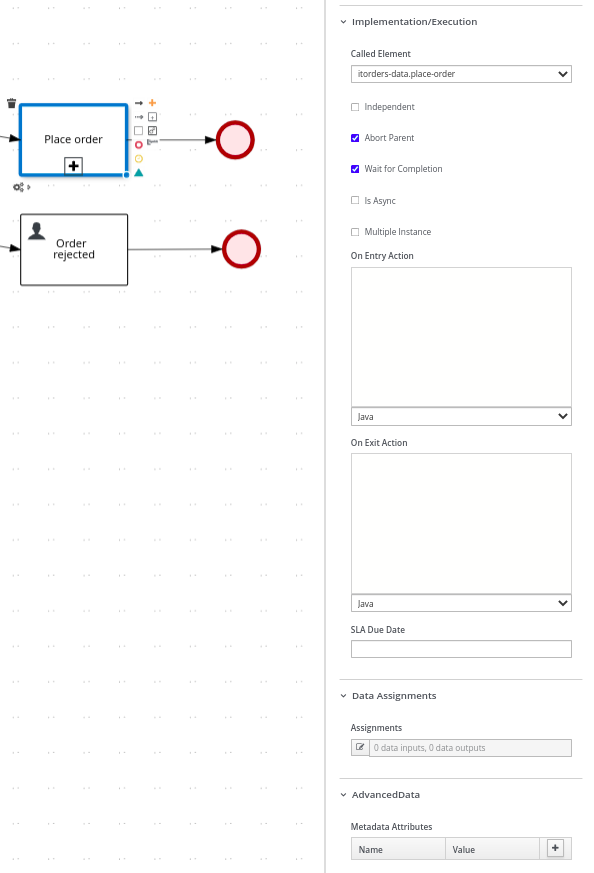 Place order
Order
rejected
Implementation/Execution
Called Element
itorders-data.place-order
Independent
Abort Parent
Wait for Completion
Is Async
Multiple Instance
On Entry Action
Java
On Exit Action
Java
SLA Due Date
Data Assignments
Assignments
0 data inputs, 0 data outputs
AdvancedData
Metadata Attributes
Name Value